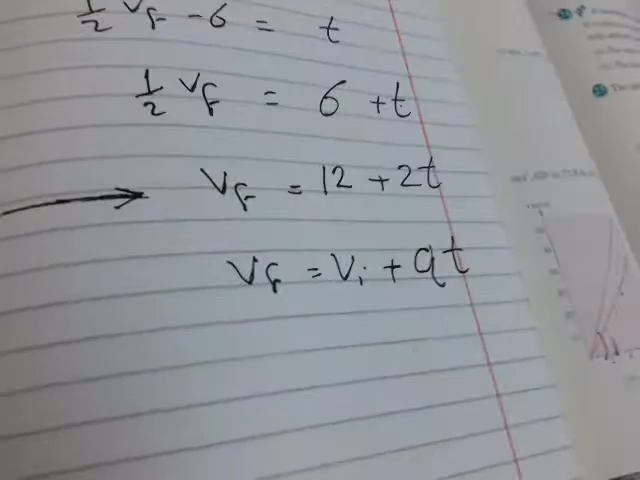 1/2 VF - 6 = t
1/2 VF = 6 + t
VF = 12 + 2t
VF = Vi + at